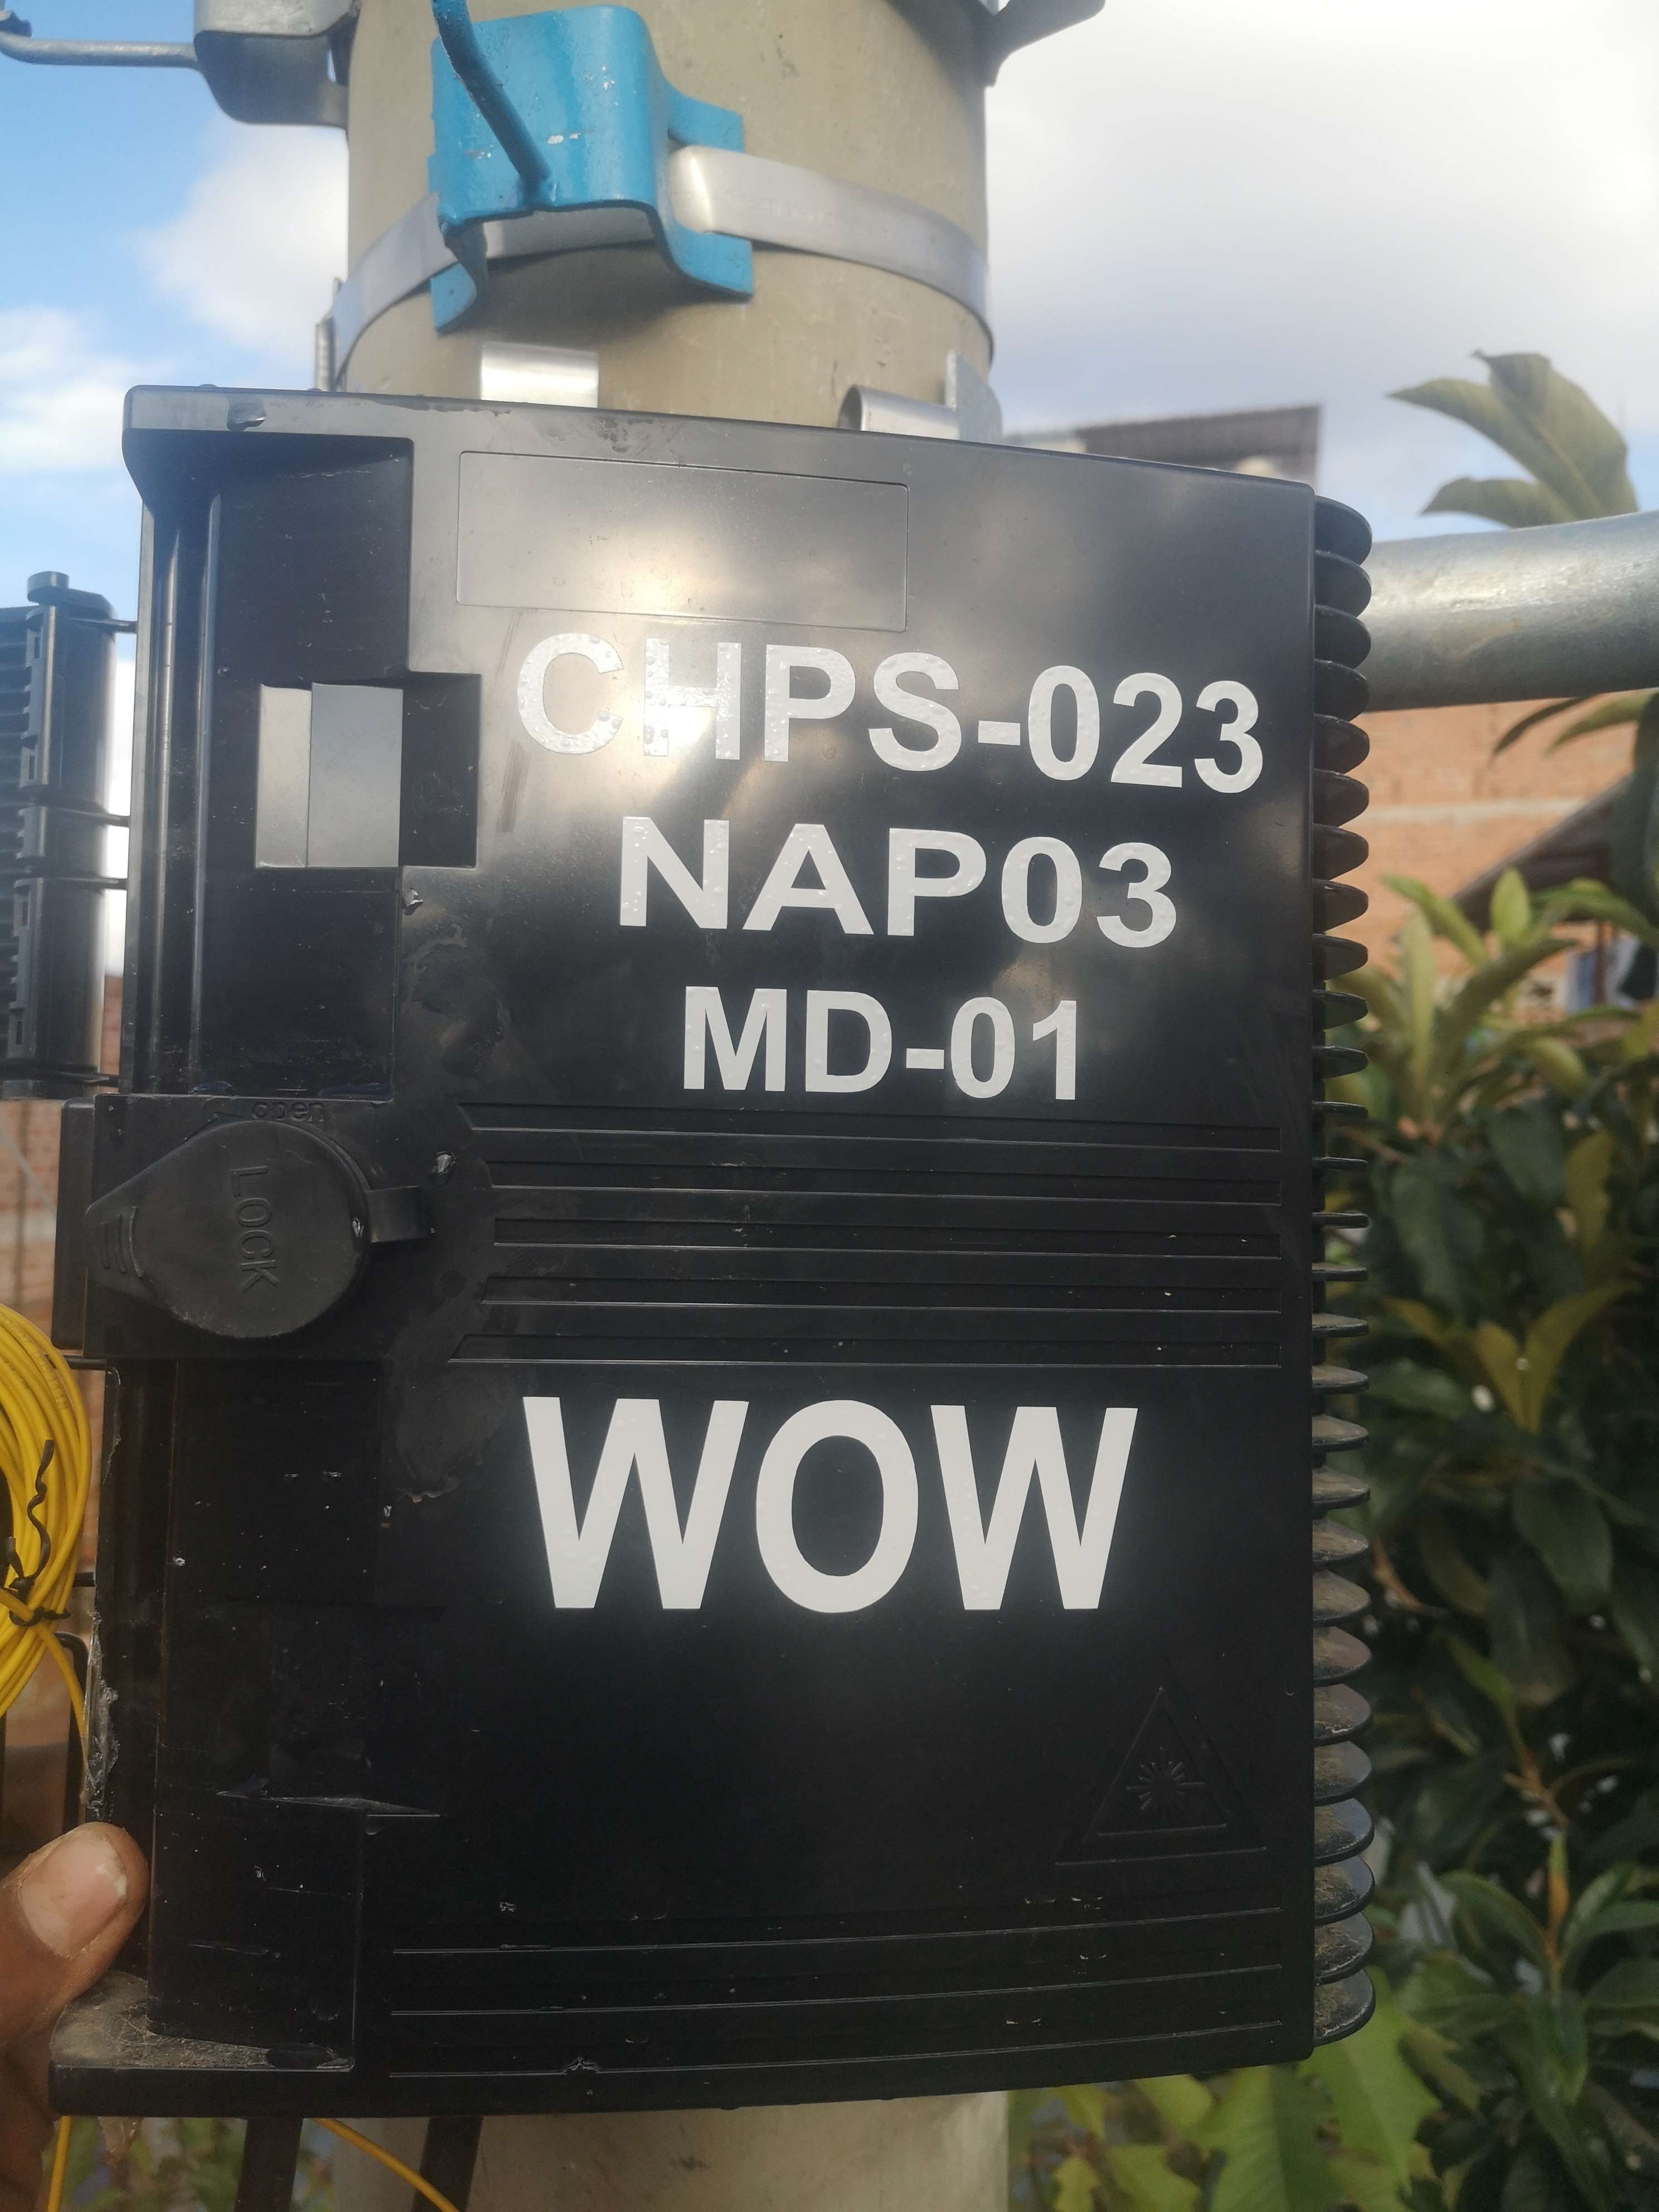 CHPS-023
NAP03
MD-01
open
LOCK
WOW